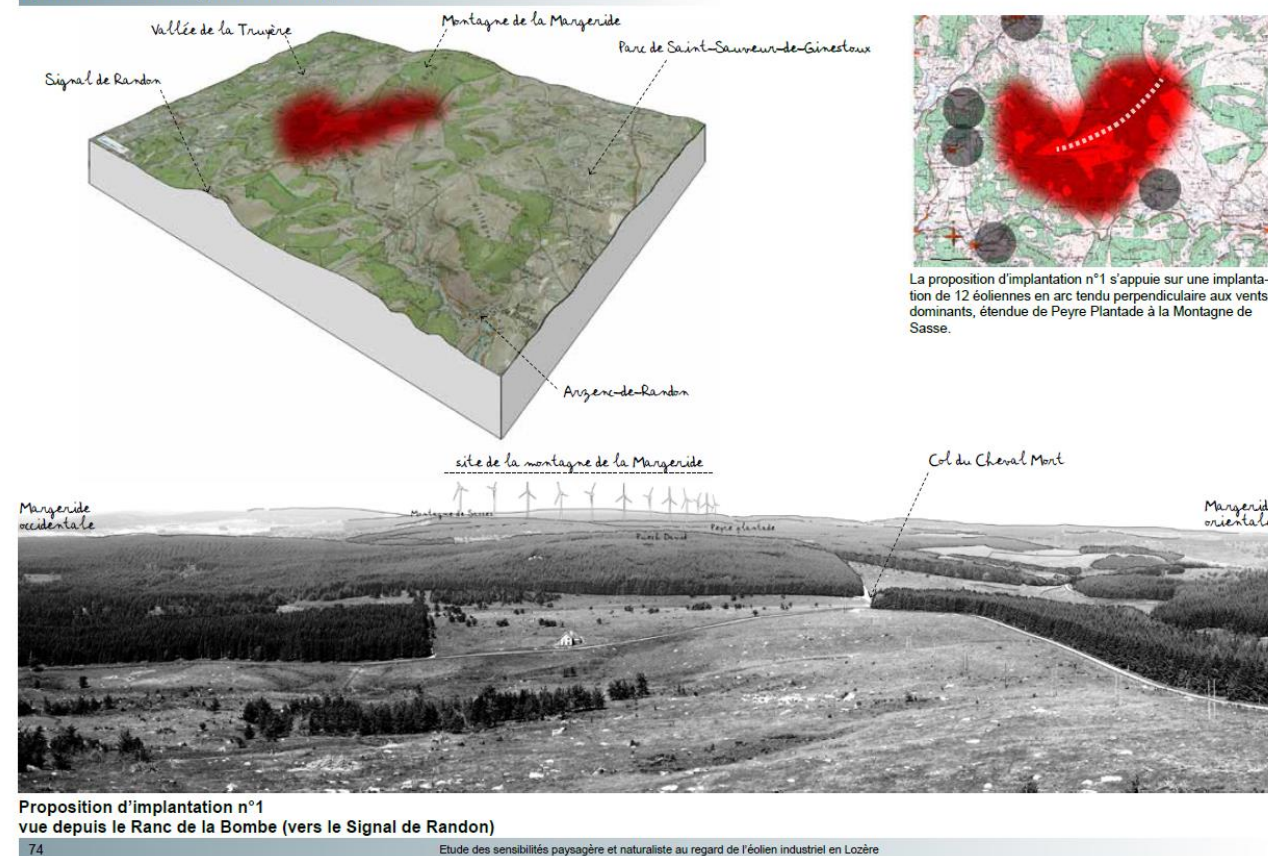 Vallée de la Truyère
Montagne de la Margeride
Parc de Saint-Sauveur-de-Ginestoux
Signal de Randon
Arzenc-de-Randon
La proposition d'implantation n°1 s'appuie sur une implanta-
tion de 12 éoliennes en arc tendu perpendiculaire aux vents
dominants, étendue de Peyre Plantade à la Montagne de
Sasse.
site de la montagne de la Margeride
Col du Cheval Mort
Margeride
occidentale
Montagne de Sasses
Peyre plantade
Puech David
Margeride
orientale
Proposition d'implantation n°1
vue depuis le Ranc de la Bombe (vers le Signal de Randon)
74
Etude des sensibilités paysagère et naturaliste au regard de l'éolien industriel en Lozère